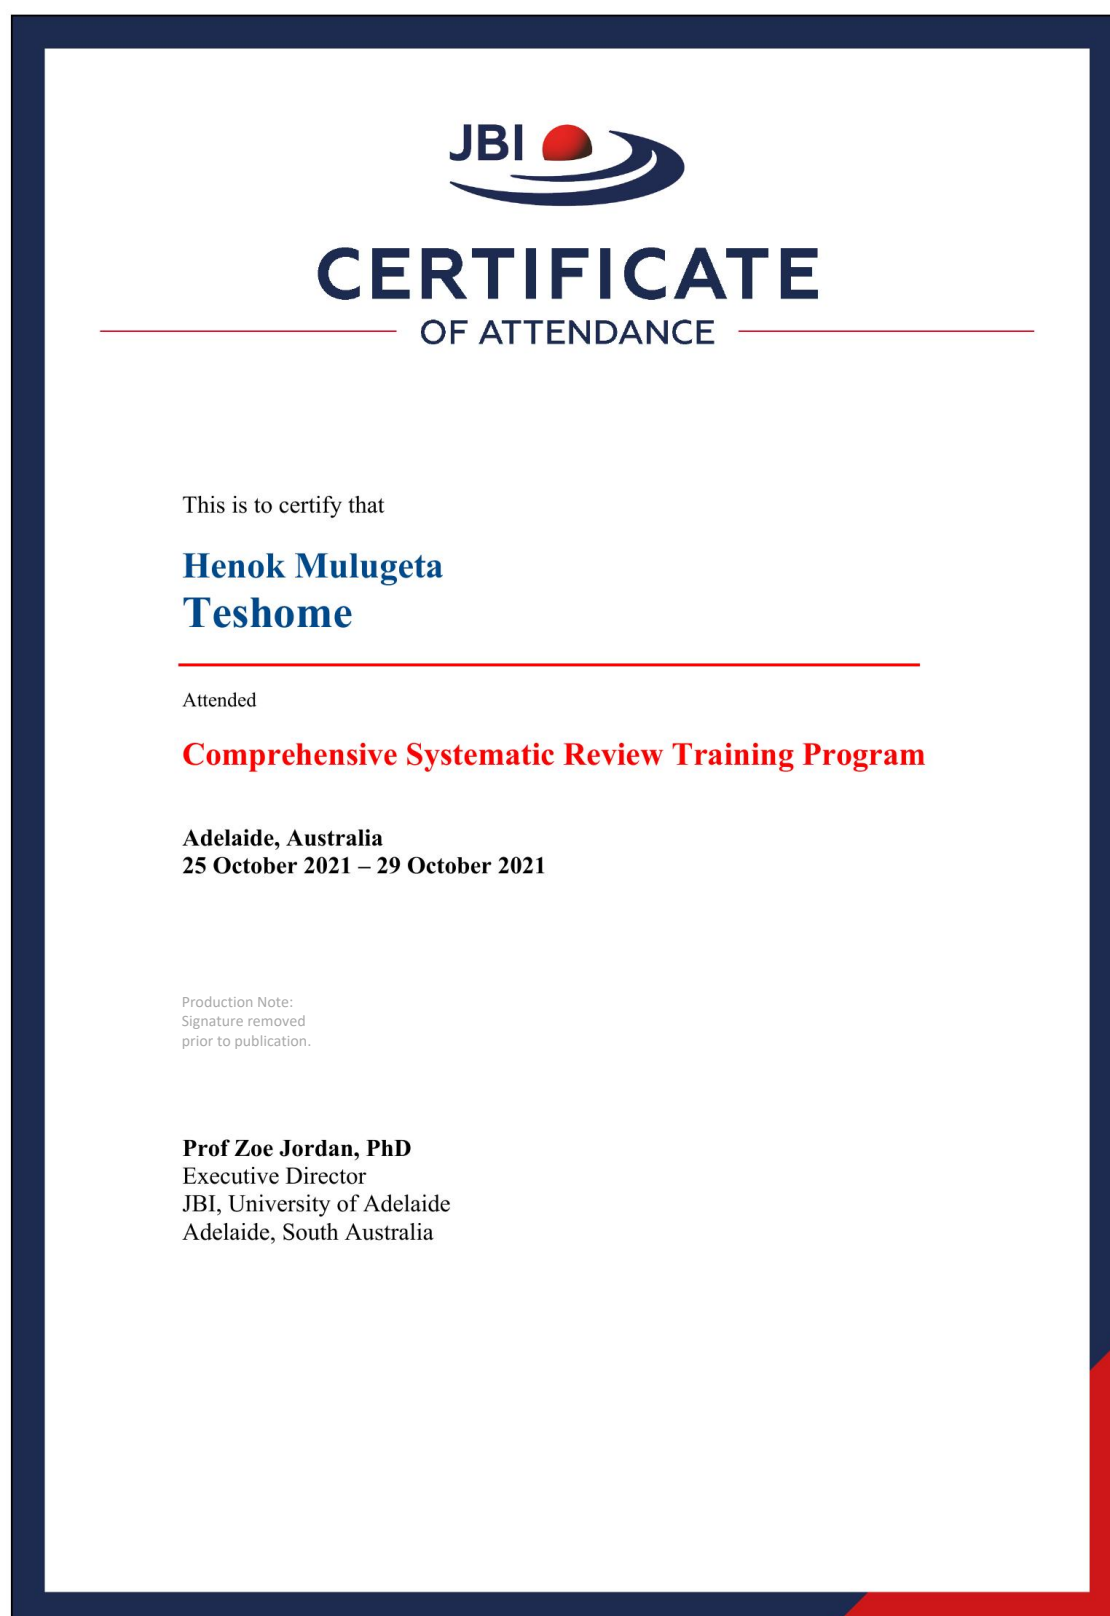 JBI
CERTIFICATE
OF ATTENDANCE
This is to certify that
Henok Mulugeta
Teshome
Attended
Comprehensive Systematic Review Training Program
Adelaide, Australia
25 October 2021 – 29 October 2021
Production Note:
Signature removed
prior to publication.
Prof Zoe Jordan, PhD
Executive Director
JBI, University of Adelaide
Adelaide, South Australia